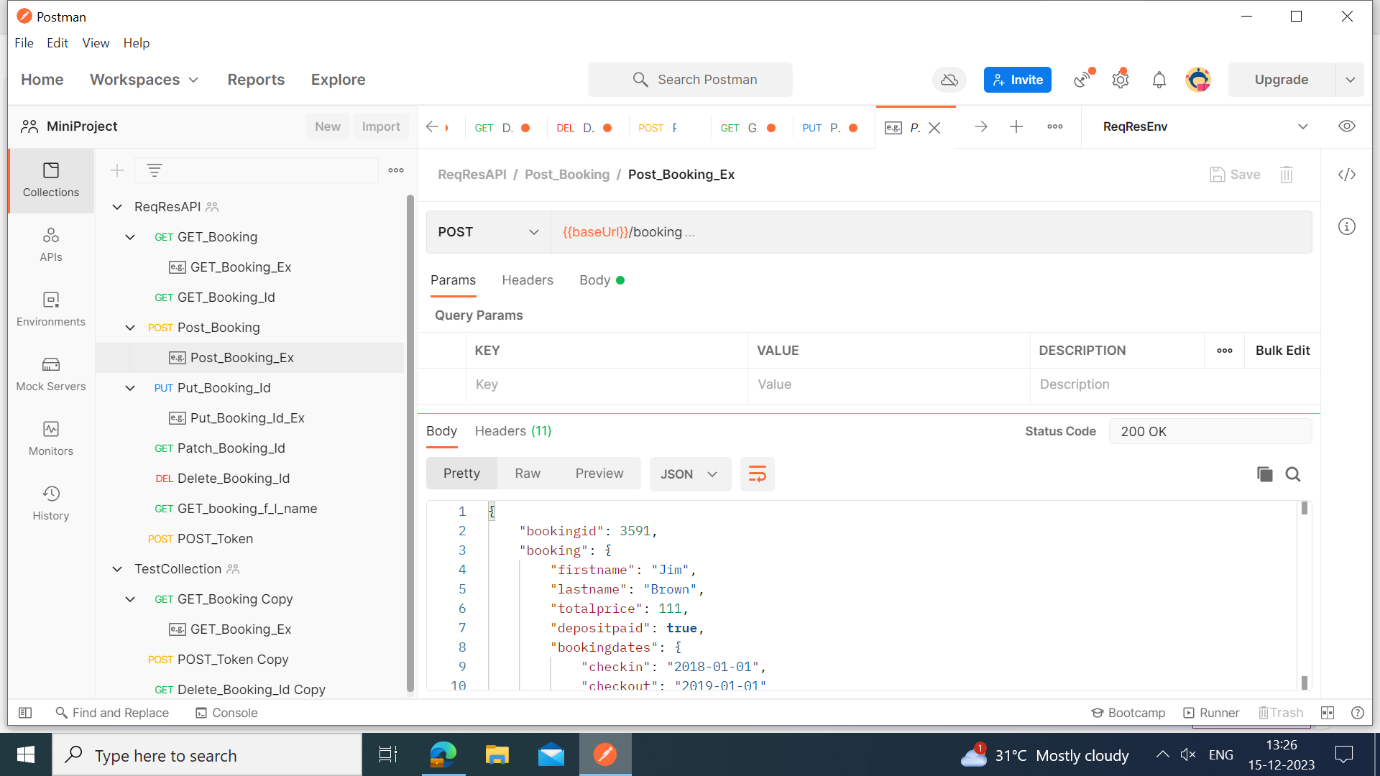 Postman
File Edit View Help
Home Workspaces Reports Explore Search Postman Invite Upgrade
MiniProject New Import GET D. DEL D. POST GET G. PUT P. e.g. P. ReqResEnv
Collections
APIs
Environments
Mock Servers
Monitors
History
ReqResAPI
GET GET_Booking
e.g. GET_Booking_Ex
GET GET_Booking_Id
POST Post_Booking
e.g. Post_Booking_Ex
PUT Put_Booking_Id
e.g. Put_Booking_Id_Ex
GET Patch_Booking_Id
DEL Delete_Booking_Id
GET GET_booking_f_l_name
POST POST_Token
TestCollection
GET GET_Booking Copy
e.g. GET_Booking_Ex
POST POST_Token Copy
GET Delete_Booking_Id Copy
ReqResAPI / Post_Booking / Post_Booking_Ex Save
POST {{baseUrl}}/booking ...
Params Headers Body
Query Params
KEY VALUE DESCRIPTION Bulk Edit
Key Value Description
Body Headers (11) Status Code 200 OK
Pretty Raw Preview JSON
1 {
2 "bookingid": 3591,
3 "booking": {
4 "firstname": "Jim",
5 "lastname": "Brown",
6 "totalprice": 111,
7 "depositpaid": true,
8 "bookingdates": {
9 "checkin": "2018-01-01",
10 "checkout": "2019-01-01"
Find and Replace Console Bootcamp Runner Trash
Type here to search 1 31°C Mostly cloudy ENG 13:26
15-12-2023